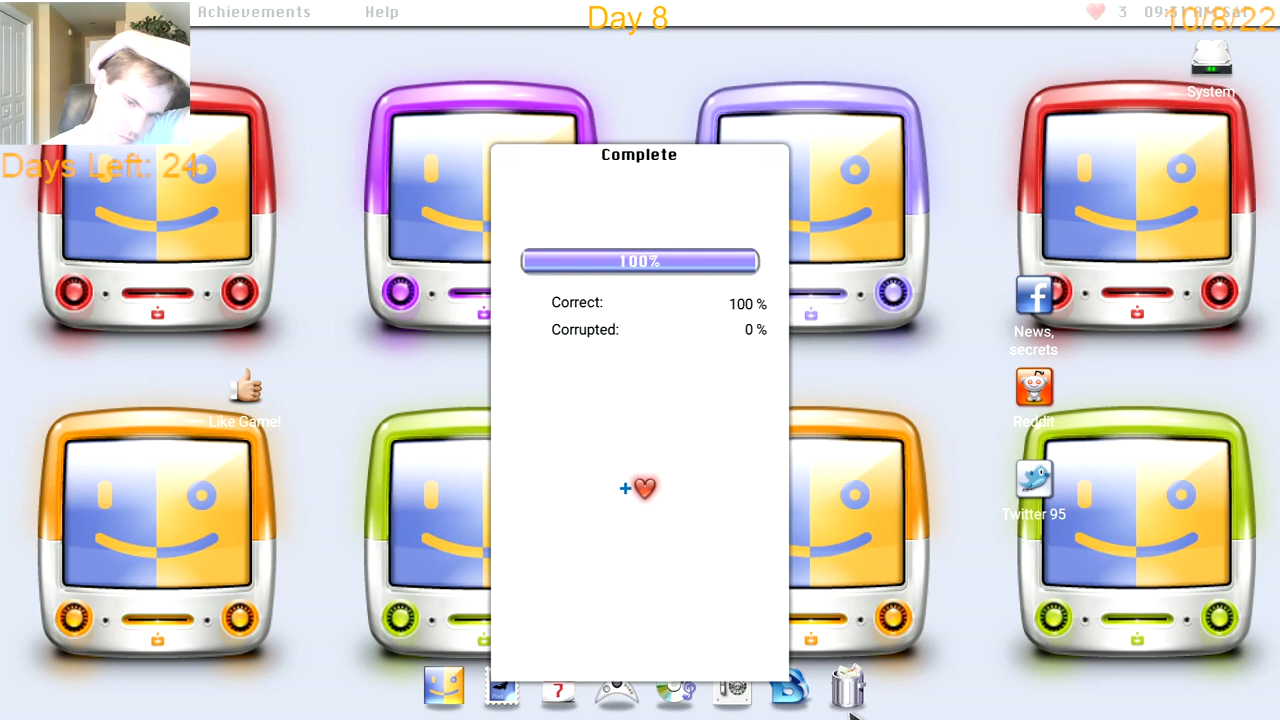 Achievements
Help
Day 8
3
10/8/22
System
Days Left: 24
Complete
100%
Correct:
100 %
Corrupted:
0 %
News,
secrets
Like Game!
Reddit
Twitter 95
+
7